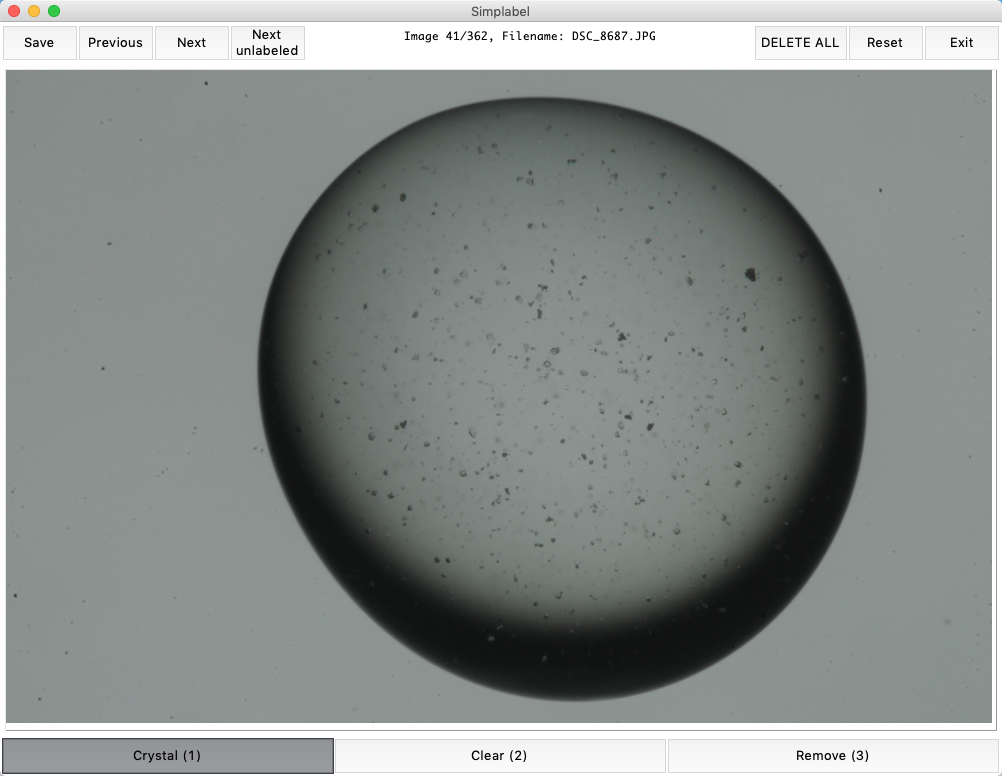 Simplabel
Save
Previous
Next
Next
unlabeled
Image 41/362, Filename: DSC_8687.JPG
DELETE ALL
Reset
Exit
Crystal (1)
Clear (2)
Remove (3)